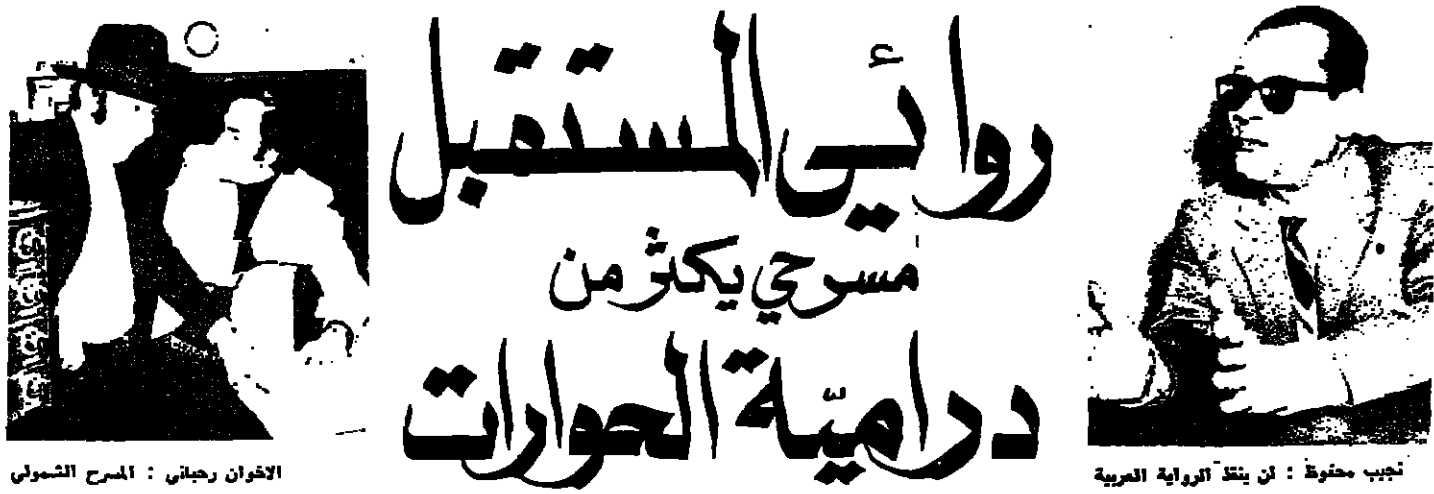 روائي المستقبل
مسرحي يكثر من
دراميّة الحوارات
نجيب محفوظ : لن ينقذ الرواية العربية
الاخوان رحباني : المسرح الشمولي